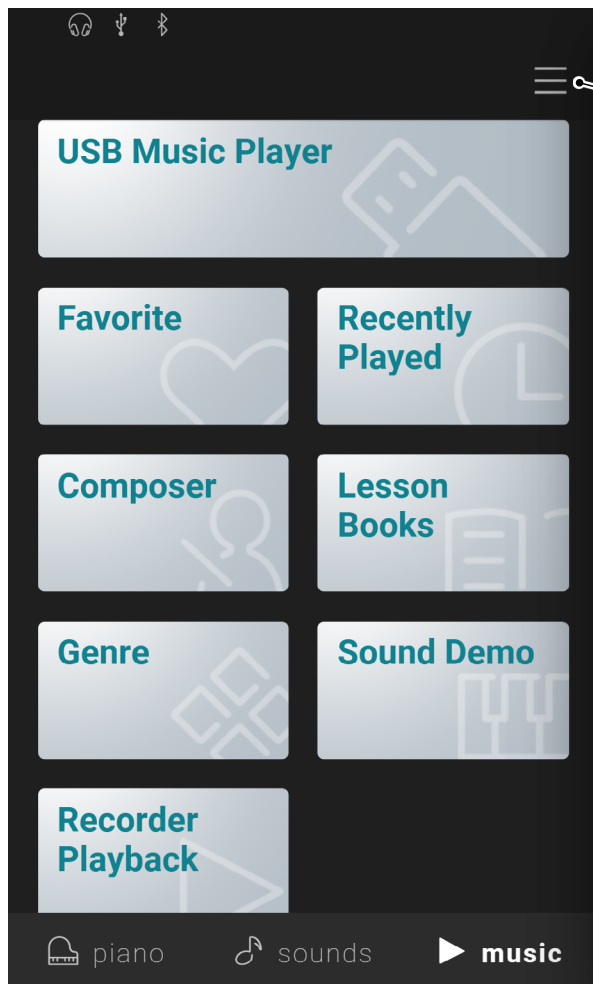 USB Music Player
Favorite
Recently
Played
Composer
Lesson
Books
Genre
Sound Demo
Recorder
Playback
piano
sounds
music